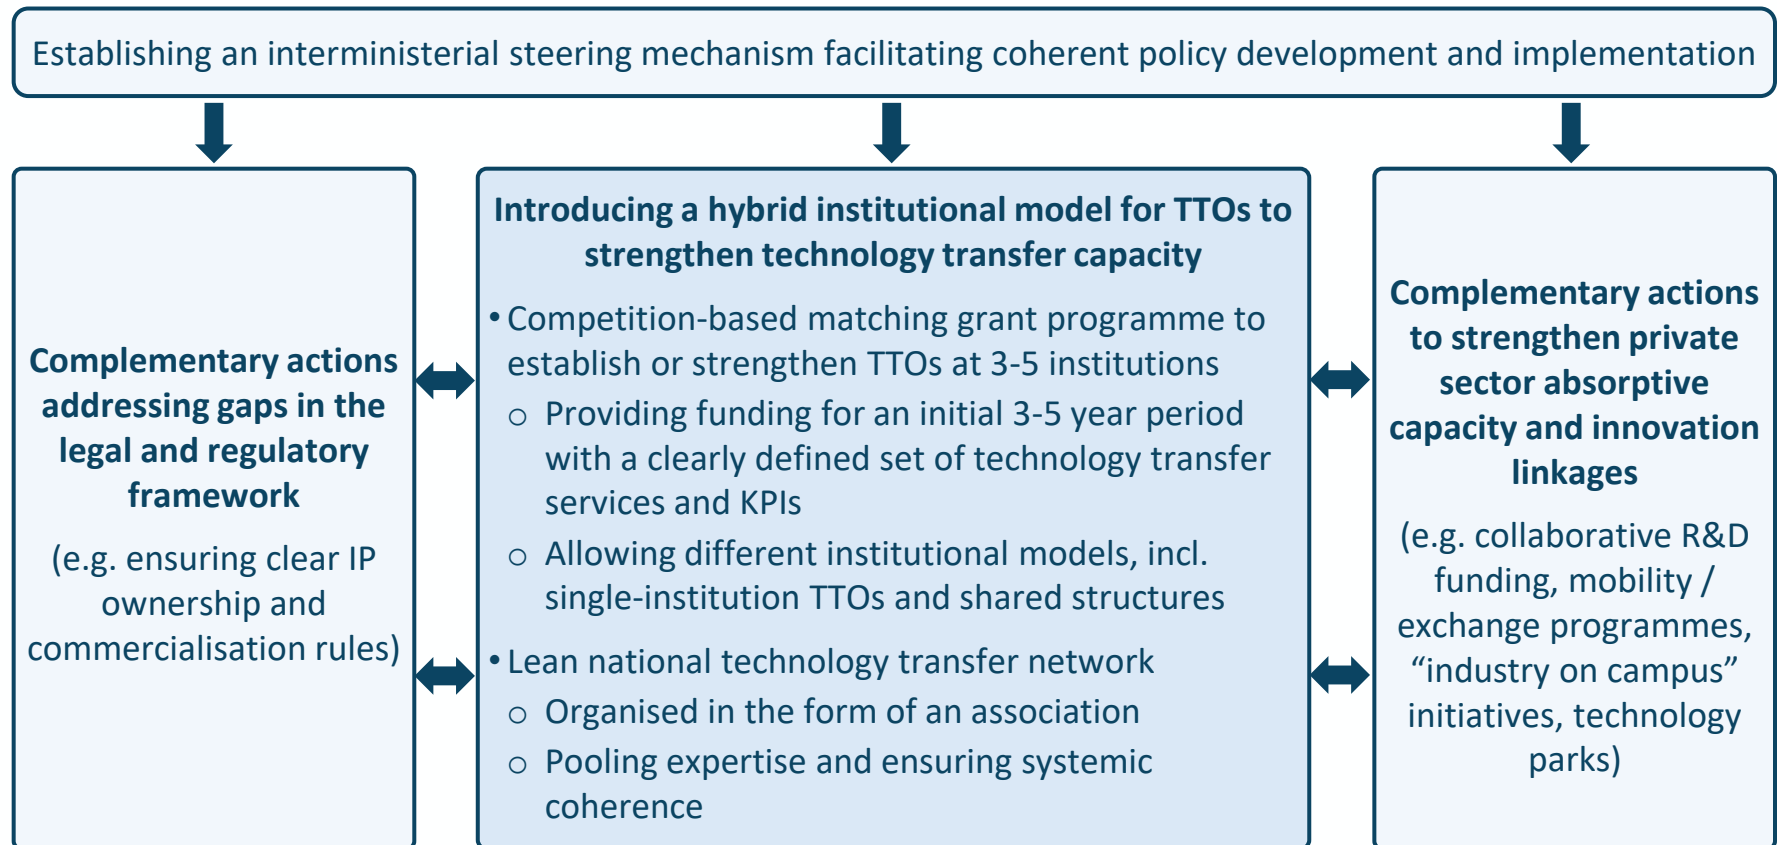 Establishing an interministerial steering mechanism facilitating coherent policy development and implementation
Complementary actions
addressing gaps in the
legal and regulatory
framework
(e.g. ensuring clear IP
ownership and
commercialisation rules)
Introducing a hybrid institutional model for TTOs to
strengthen technology transfer capacity
• Competition-based matching grant programme to
establish or strengthen TTOs at 3-5 institutions
o Providing funding for an initial 3-5 year period
with a clearly defined set of technology transfer
services and KPIs
o Allowing different institutional models, incl.
single-institution TTOs and shared structures
• Lean national technology transfer network
o Organised in the form of an association
o Pooling expertise and ensuring systemic
coherence
Complementary actions
to strengthen private
sector absorptive
capacity and innovation
linkages
(e.g. collaborative R&D
funding, mobility /
exchange programmes,
“industry on campus”
initiatives, technology
parks)